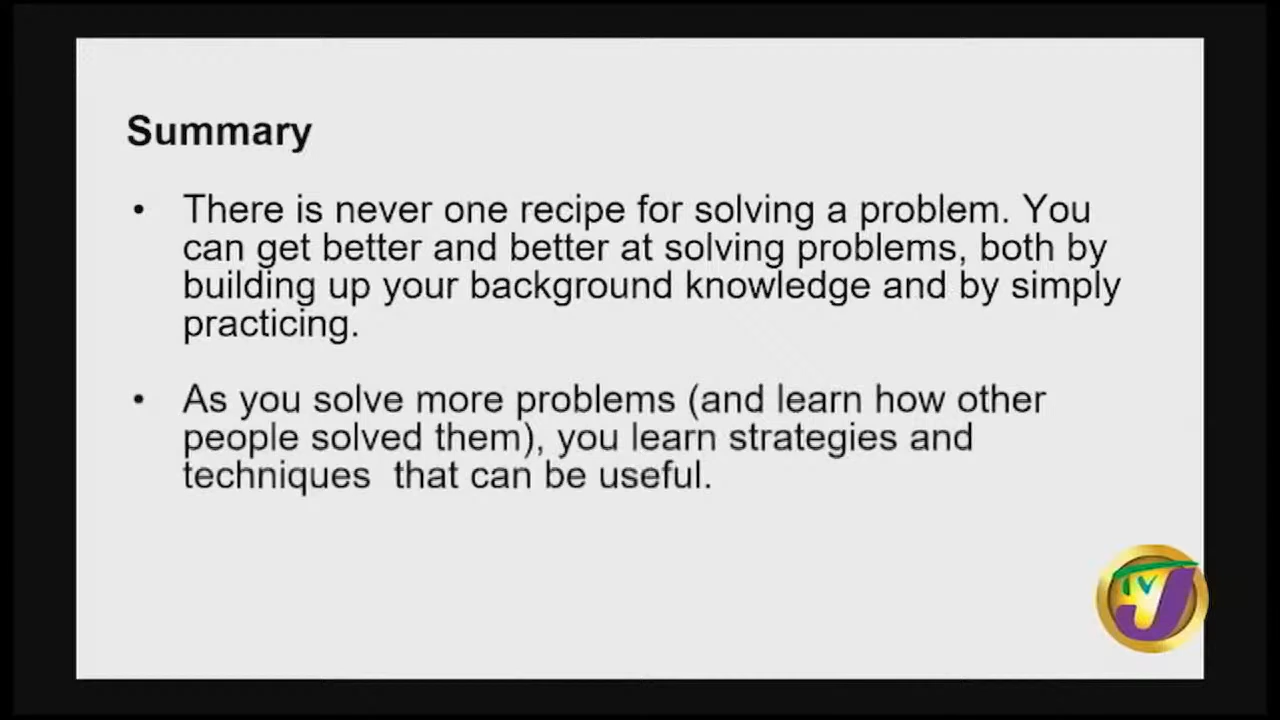 Summary
• There is never one recipe for solving a problem. You
can get better and better at solving problems, both by
building up your background knowledge and by simply
practicing.
• As you solve more problems (and learn how other
people solved them), you learn strategies and
techniques  that can be useful.
TVJ